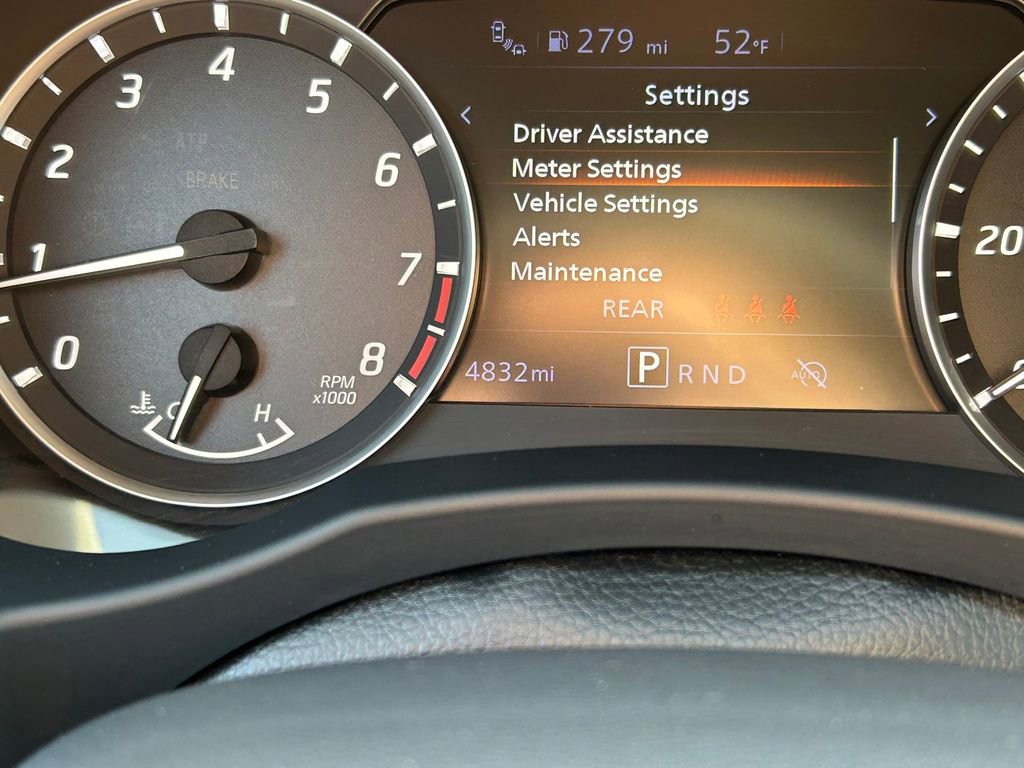 279 mi 52°F
Settings
< >
Driver Assistance
Meter Settings
Vehicle Settings
Alerts
Maintenance
REAR
4832mi P R N D AUTO
0
1
2
3
4
5
6
7
8
RPM
x1000
BRAKE
C H
20